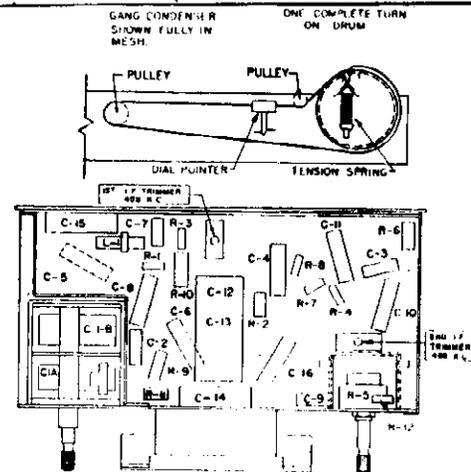 GANG CONDENSER
SHOWN FULLY IN
MESH.
ONE COMPLETE TURN
ON DRUM
PULLEY
PULLEY
DIAL POINTER
TENSION SPRING
1ST I.F. TRIMMER
C-15
C-7
R-3
C-11
R-6
C-5
R-1
C-4
R-8
C-3
C-8
R-10
C-12
R-7
R-4
C-10
C-6
C-13
R-2
2ND I.F.
TRIMMER
C1-B
C-2
C1A
R-9
C-16
R-5
C-14
C-9
R-12